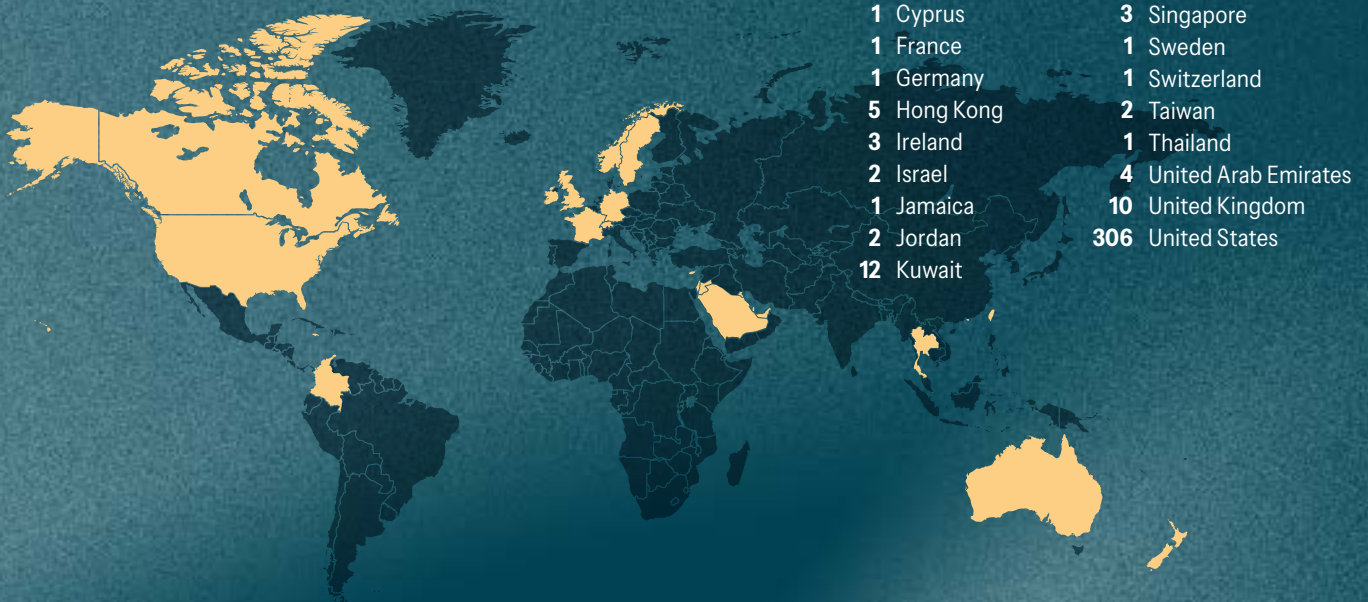 1 Cyprus
1 France
1 Germany
5 Hong Kong
3 Ireland
2 Israel
1 Jamaica
2 Jordan
12 Kuwait
3 Singapore
1 Sweden
1 Switzerland
2 Taiwan
1 Thailand
4 United Arab Emirates
10 United Kingdom
306 United States